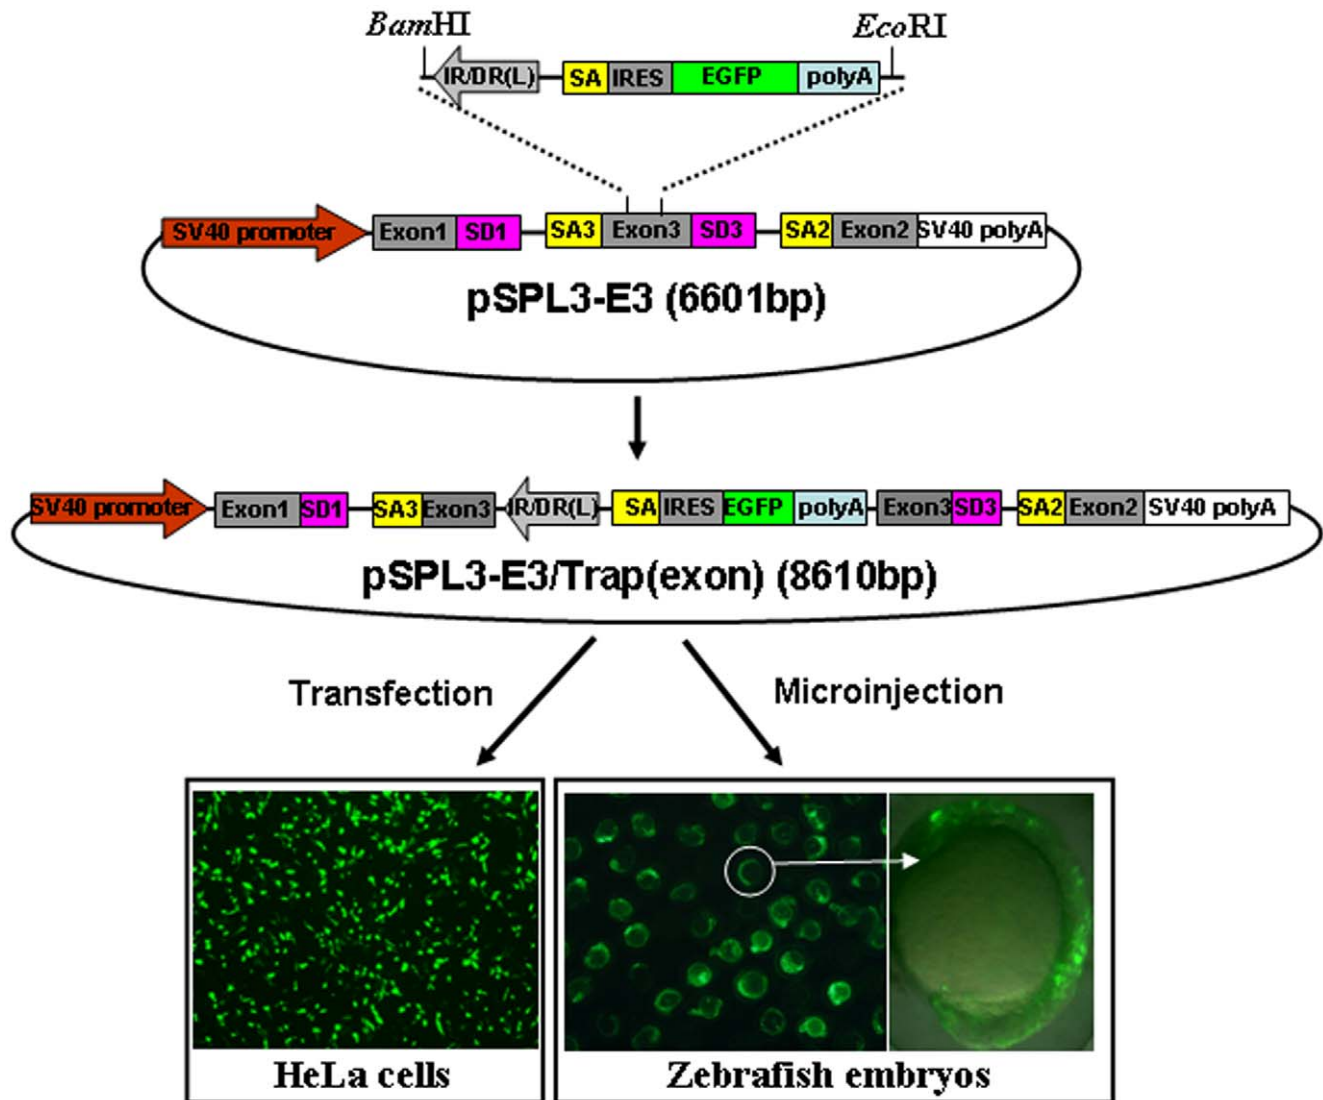 BamHI EcoRI
IR/DR(L) SA IRES EGFP polyA
SV40 promoter Exon1 SD1 SA3 Exon3 SD3 SA2 Exon2 SV40 polyA
pSPL3-E3 (6601bp)
SV40 promoter Exon1 SD1 SA3 Exon3 IR/DR(L) SA IRES EGFP polyA Exon3 SD3 SA2 Exon2 SV40 polyA
pSPL3-E3/Trap(exon) (8610bp)
Transfection Microinjection
HeLa cells Zebrafish embryos